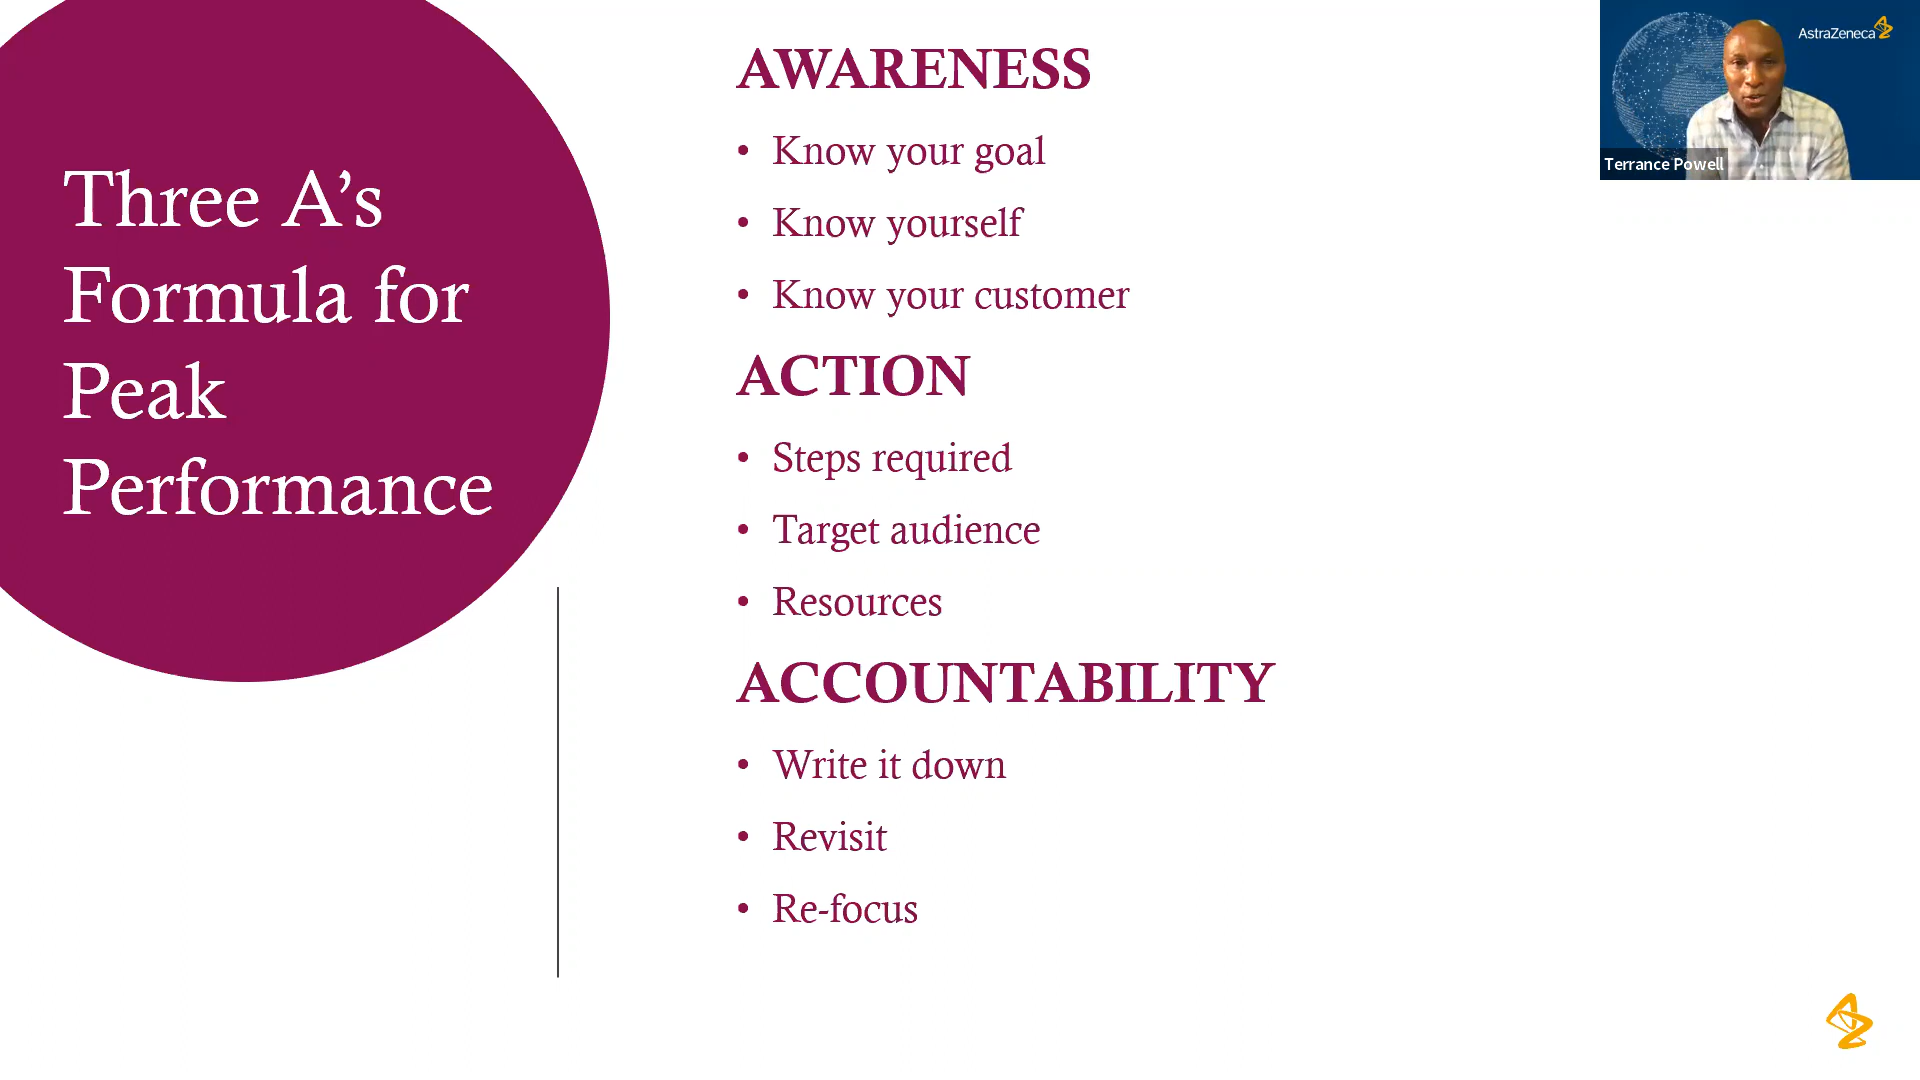 Three A’s
Formula for
Peak
Performance
AWARENESS
• Know your goal
• Know yourself
• Know your customer
ACTION
• Steps required
• Target audience
• Resources
ACCOUNTABILITY
• Write it down
• Revisit
• Re-focus
AstraZeneca
Terrance Powell